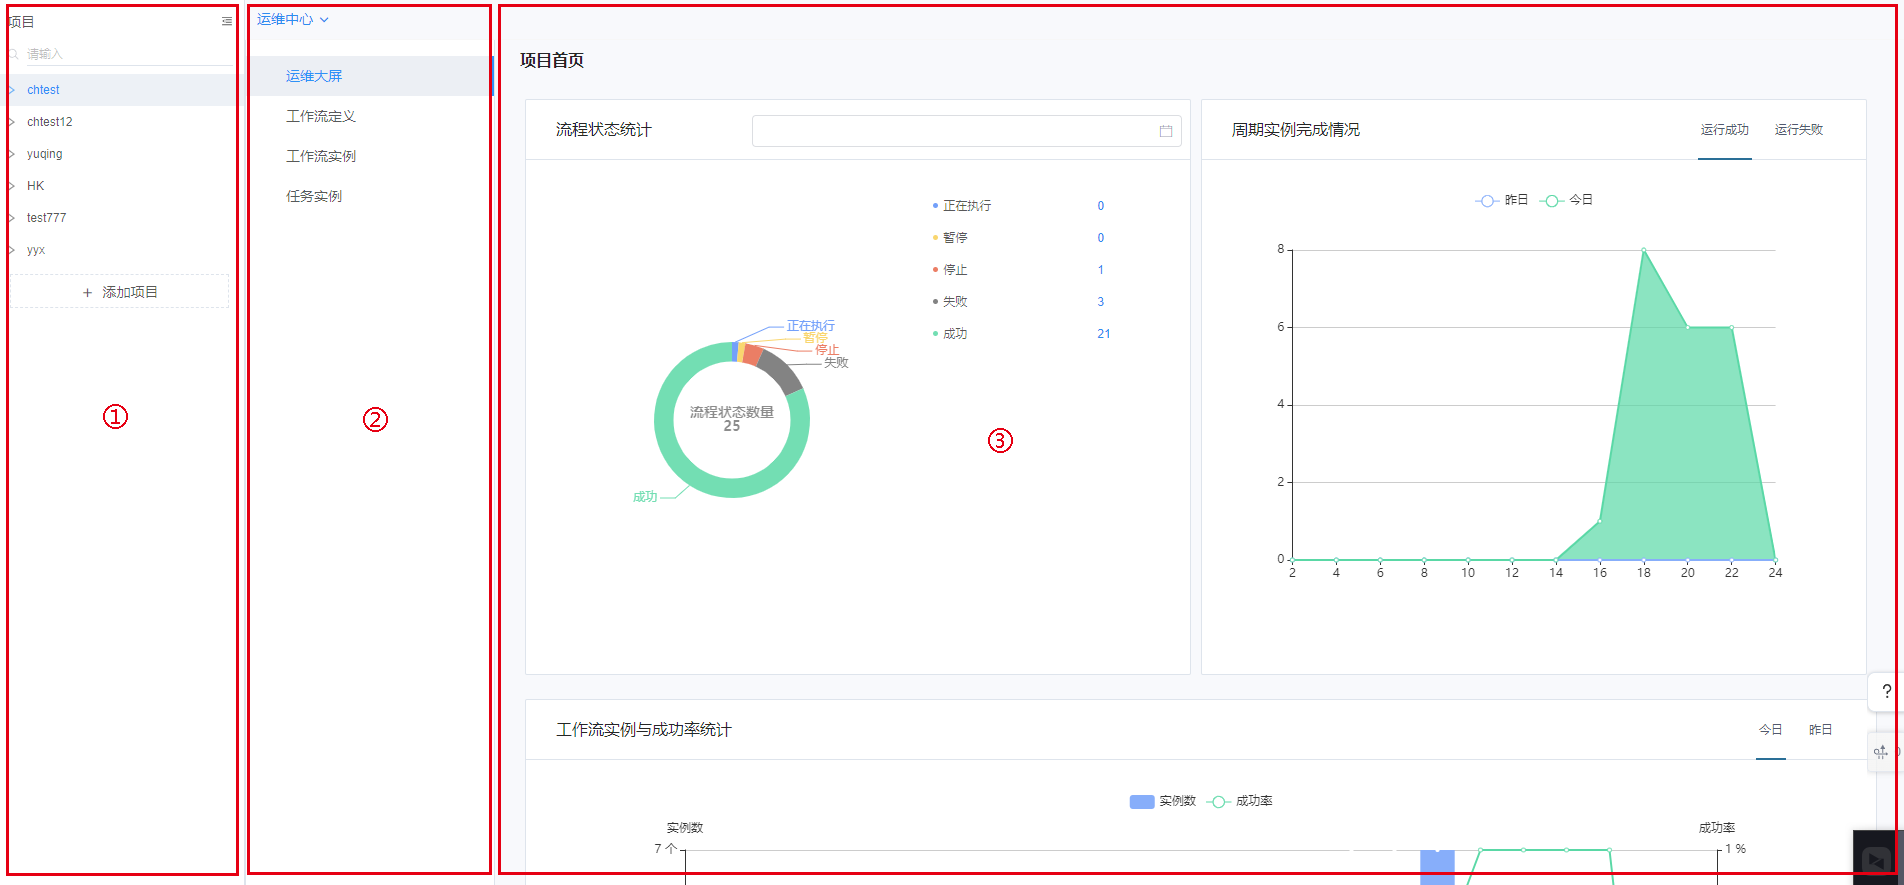 项目
请输入
chtest
chtest12
yuqing
HK
test777
yyx
+ 添加项目
①
运维中心
运维大屏
工作流定义
工作流实例
任务实例
②
项目首页
流程状态统计
正在执行 0
暂停 0
停止 1
失败 3
成功 21
正在执行
暂停
停止
失败
流程状态数量
25
成功
③
周期实例完成情况
运行成功 运行失败
昨日 今日
8
6
4
2
0
2 4 6 8 10 12 14 16 18 20 22 24
?
工作流实例与成功率统计
今日 昨日
实例数 成功率
实例数 成功率
7 个 1 %